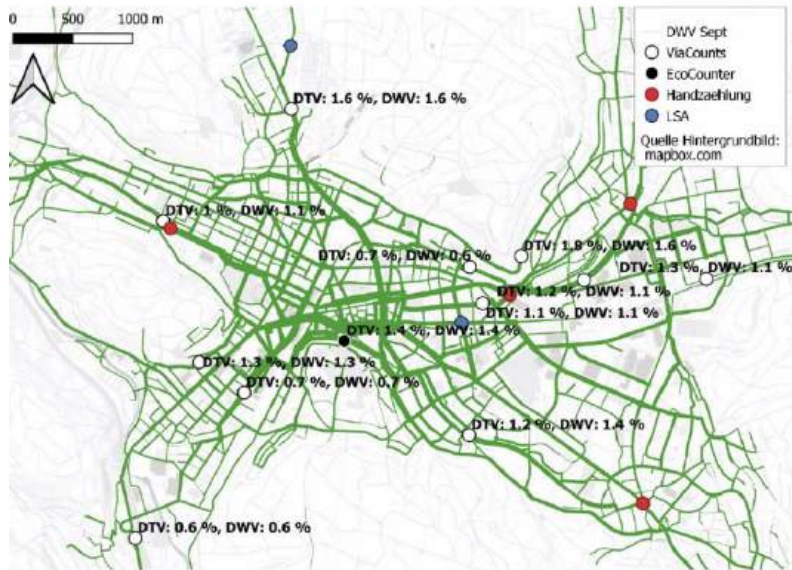 0 500 1000 m
DWV Sept
ViaCounts
EcoCounter
Handzaehlung
LSA
Quelle Hintergrundbild:
mapbox.com
DTV: 1.6 %, DWV: 1.6 %
DTV: 1 %, DWV: 1.1 %
DTV: 1.8 %, DWV: 1.6 %
DTV: 0.7 %, DWV: 0.6 %
DTV: 1.3 %, DWV: 1.1 %
DTV: 1.2 %, DWV: 1.1 %
DTV: 1.1 %, DWV: 1.1 %
DTV: 1.4 %, DWV: 1.4 %
DTV: 1.3 %, DWV: 1.3 %
DTV: 0.7 %, DWV: 0.7 %
DTV: 1.2 %, DWV: 1.4 %
DTV: 0.6 %, DWV: 0.6 %